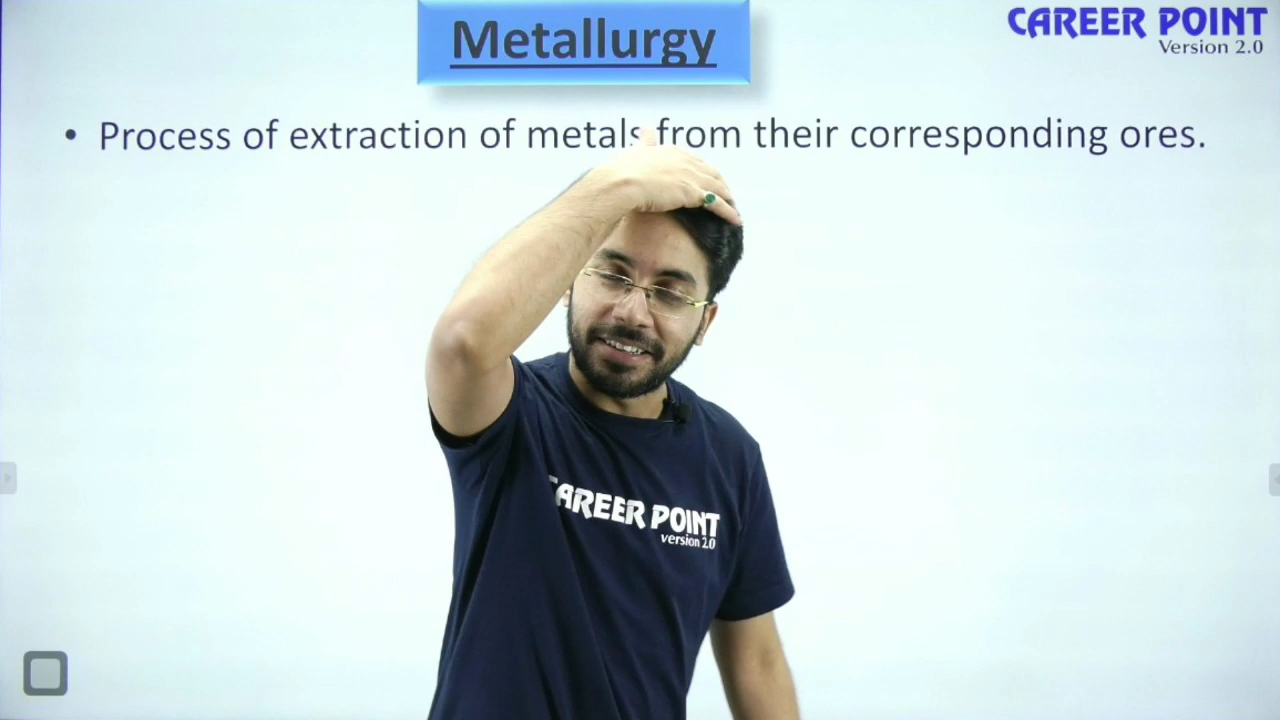 Metallurgy
CAREER POINT
Version 2.0
• Process of extraction of metals from their corresponding ores.
CAREER POINT
version 2.0